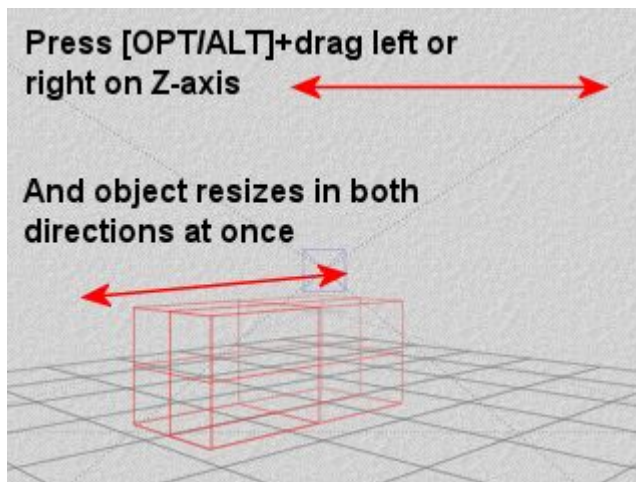 Press [OPT/ALT]+drag left or
right on Z-axis
And object resizes in both
directions at once